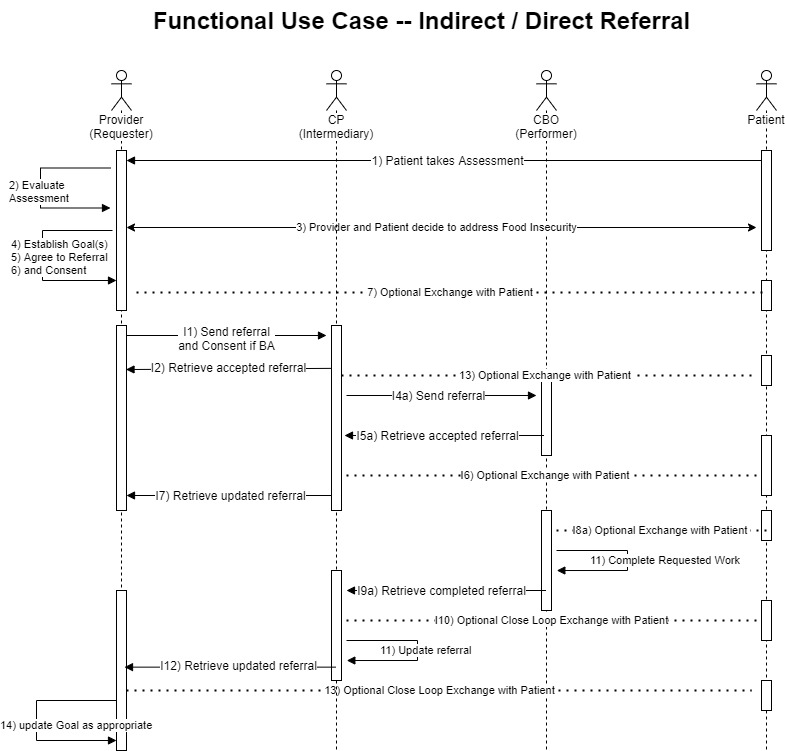 Functional Use Case -- Indirect / Direct Referral
Provider
(Requester)
CP
(Intermediary)
CBO
(Performer)
Patient
1) Patient takes Assessment
2) Evaluate
Assessment
3) Provider and Patient decide to address Food Insecurity
4) Establish Goal(s)
5) Agree to Referral
6) and Consent
7) Optional Exchange with Patient
I1) Send referral
and Consent if BA
I2) Retrieve accepted referral
13) Optional Exchange with Patient
I4a) Send referral
I5a) Retrieve accepted referral
I6) Optional Exchange with Patient
I7) Retrieve updated referral
I8a) Optional Exchange with Patient
11) Complete Requested Work
I9a) Retrieve completed referral
I10) Optional Close Loop Exchange with Patient
11) Update referral
I12) Retrieve updated referral
13) Optional Close Loop Exchange with Patient
14) update Goal as appropriate